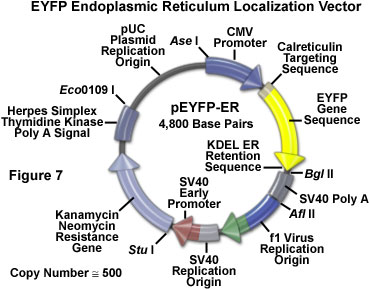 EYFP Endoplasmic Reticulum Localization Vector
pUC
Plasmid
Replication
Origin
Ase I
CMV
Promoter
Calreticulin
Targeting
Sequence
Eco0109 I
pEYFP-ER
4,800 Base Pairs
EYFP
Gene
Sequence
Herpes Simplex
Thymidine Kinase
Poly A Signal
KDEL ER
Retention
Sequence
Bgl II
Figure 7
SV40
Early
Promoter
SV40 Poly A
Afl II
Kanamycin
Neomycin
Resistance
Gene
Stu I
SV40
Replication
Origin
f1 Virus
Replication
Origin
Copy Number ≅ 500